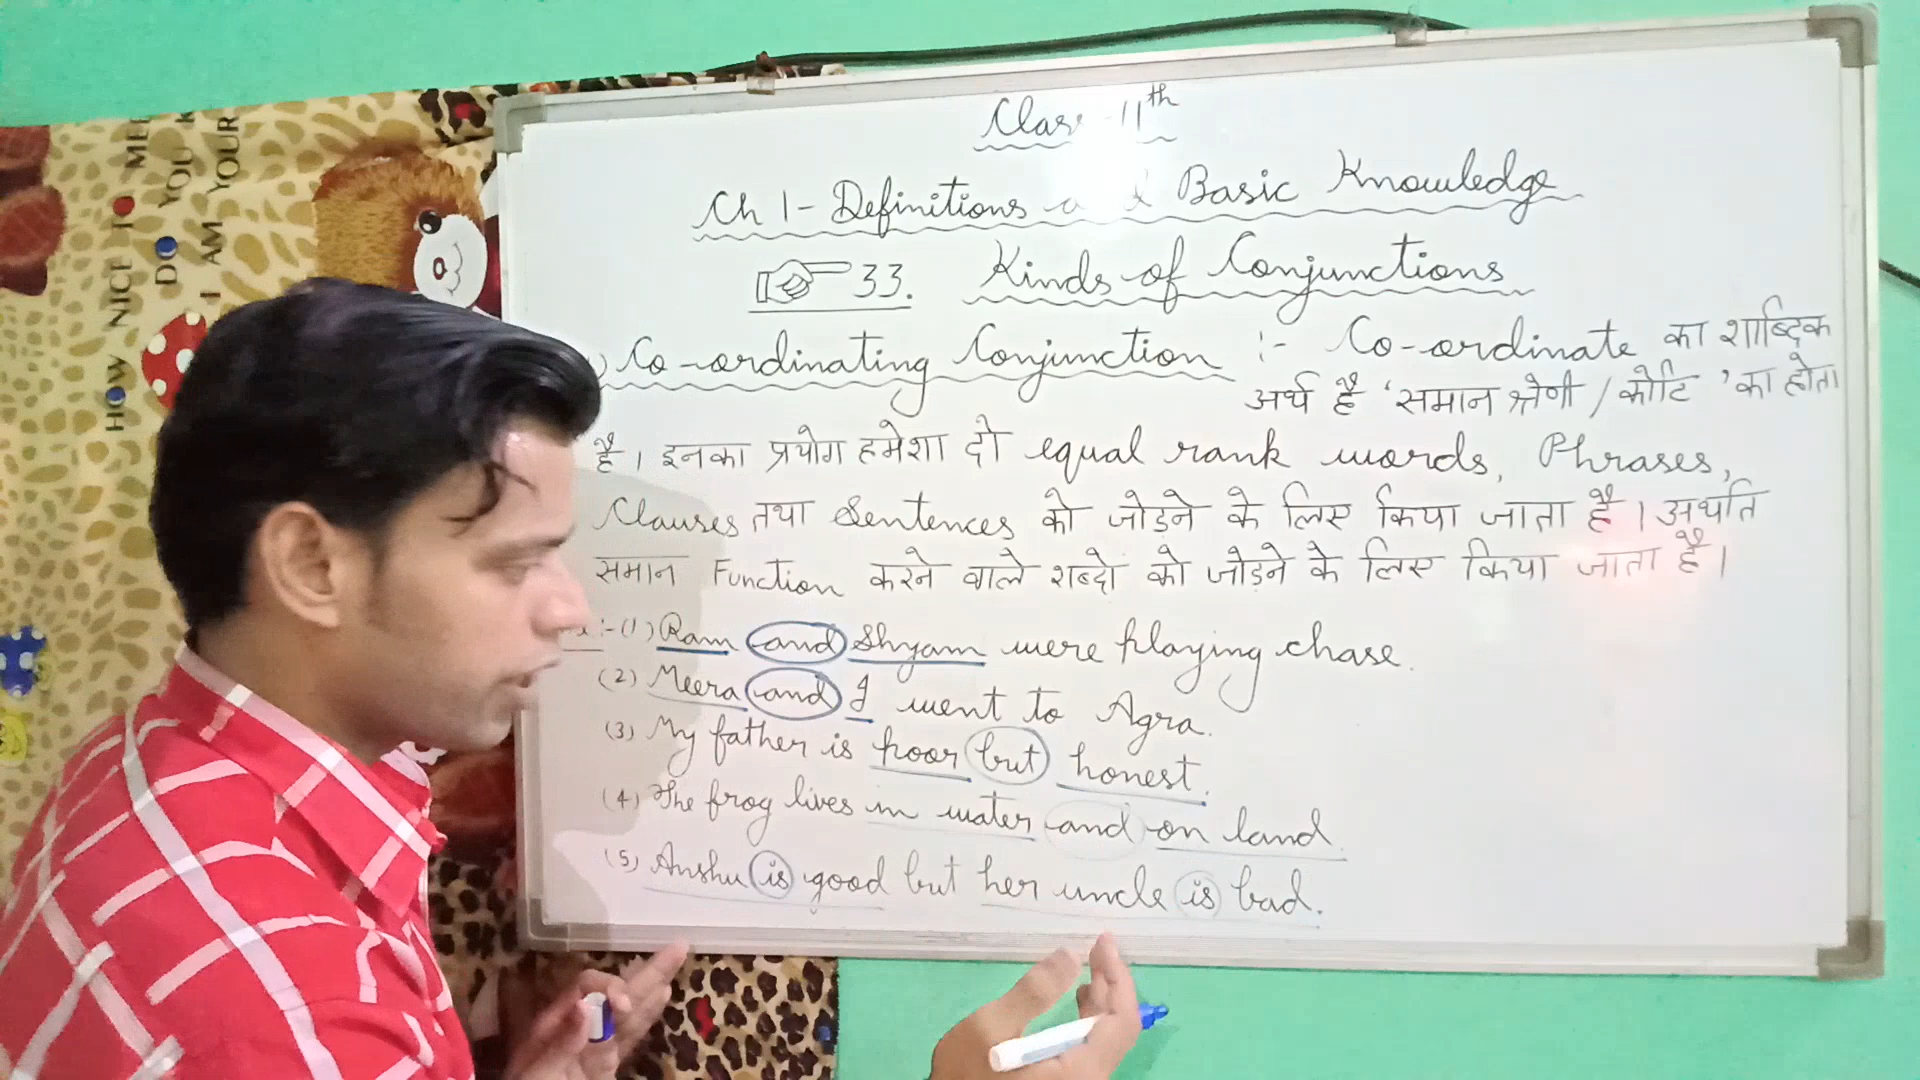 HOW NICE TO
DO YOU
I AM YOUR
Class-11th
Ch 1 - Definitions Basic Knowledge
33. Kinds of Conjunctions
) Co-ordinating Conjunction :- Co-ordinate का शाब्दिक
अर्थ है 'समान श्रेणी / कोटि' का होता
है। इनका प्रयोग हमेशा दो equal rank words, Phrases,
Clauses तथा Sentences को जोड़ने के लिए किया जाता है। अर्थात
समान Function करने वाले शब्दो को जोड़ने के लिए किया जाता है।
:-(1) Ram and Shyam were playing chase.
(2) Meera and I went to Agra.
(3) My father is poor but honest.
(4) The frog lives in water and on land.
(5) Anshu is good but her uncle is bad.